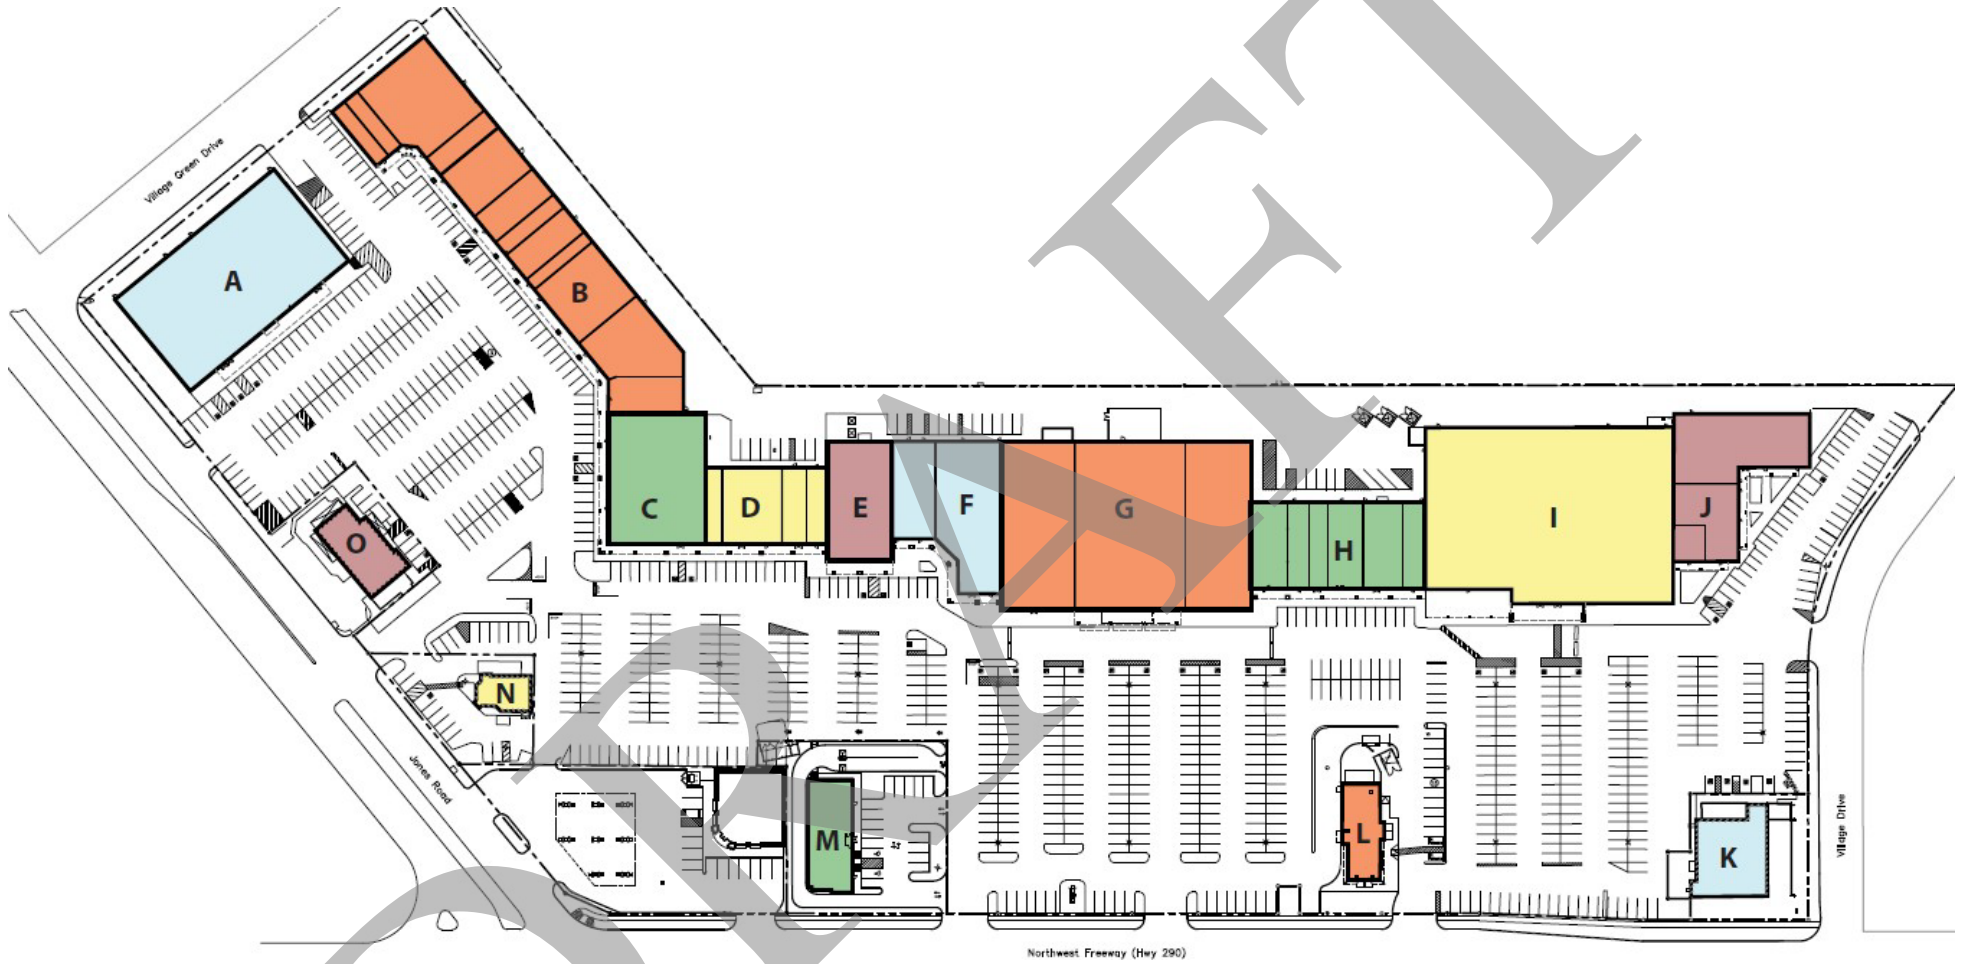 DRAFT
Village Green Drive
A
B
C
D
E
F
G
H
I
J
O
N
M
L
K
Jones Road
Village Drive
Northwest Freeway (Hwy 290)